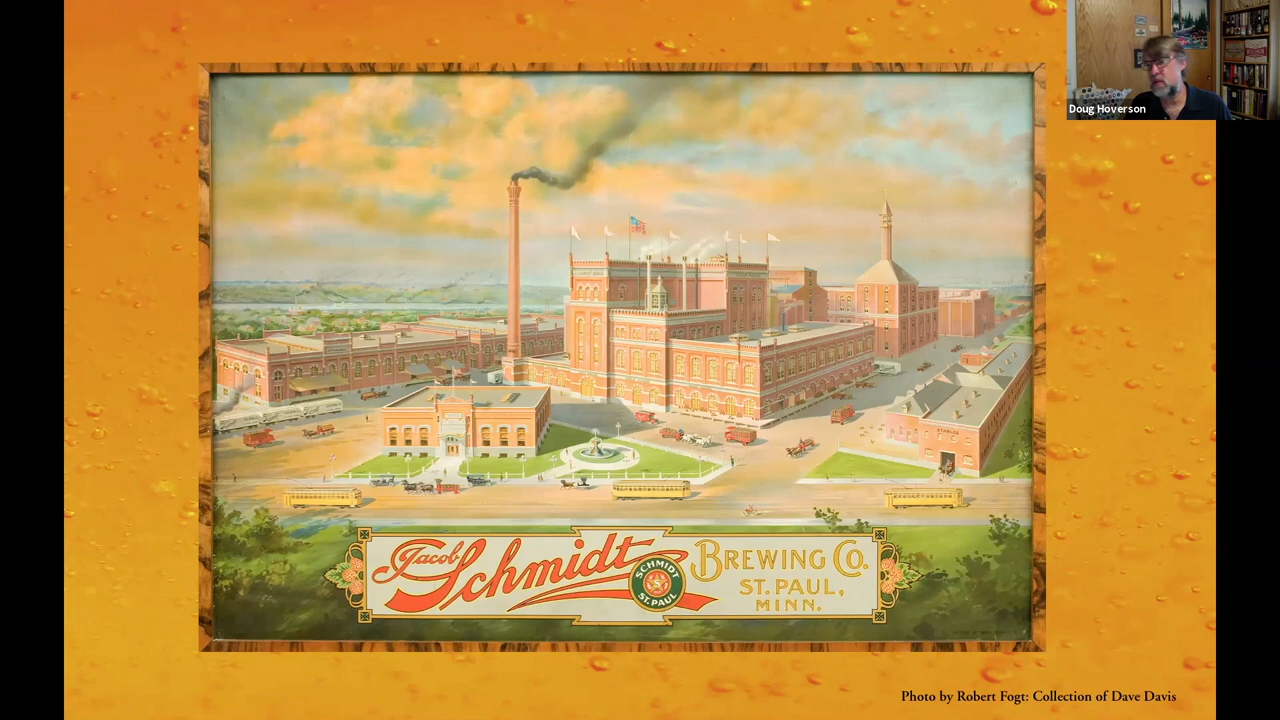 Doug Hoverson
STABLES
Jacob Schmidt
SCHMIDT
ST. PAUL
BREWING CO.
ST. PAUL,
MINN.
Photo by Robert Fogt: Collection of Dave Davis